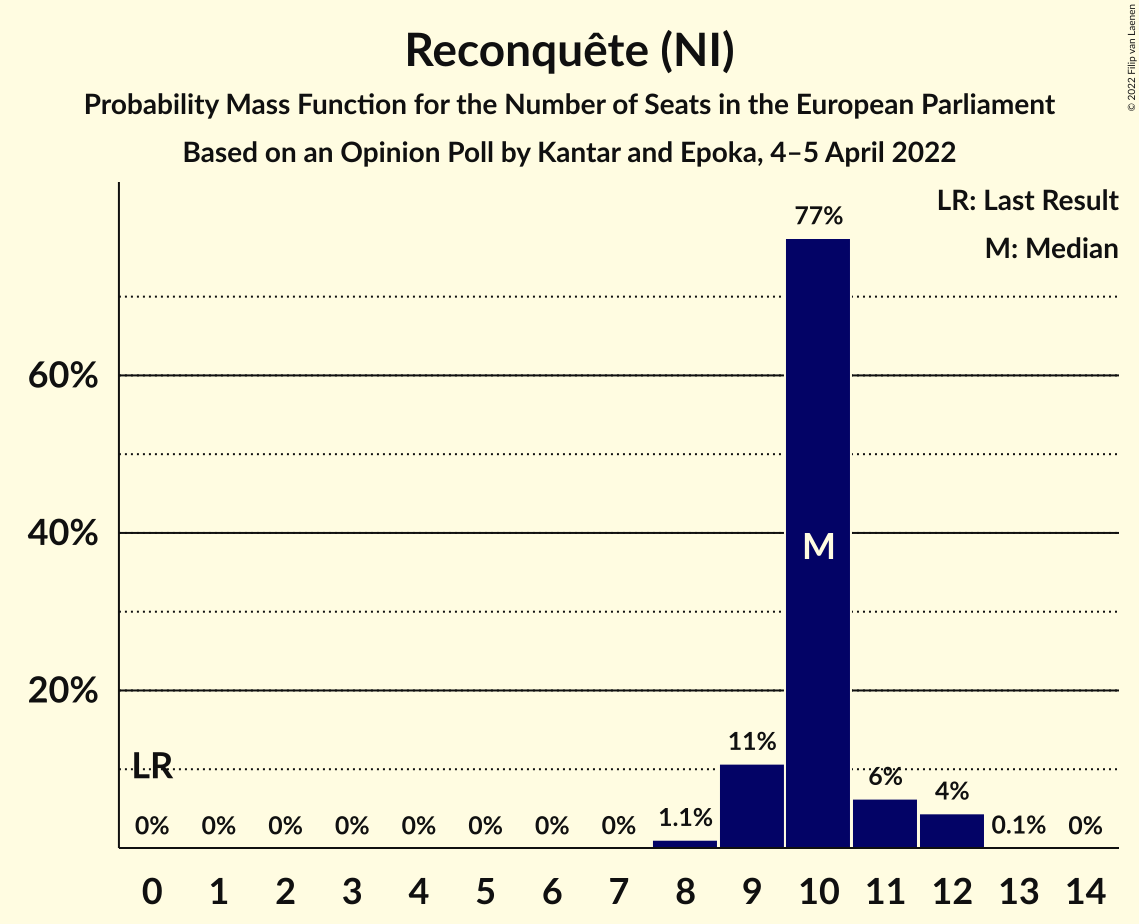 Reconquête (NI)
Probability Mass Function for the Number of Seats in the European Parliament
Based on an Opinion Poll by Kantar and Epoka, 4–5 April 2022
© 2022 Filip van Laenen
LR: Last Result
M: Median
77%
60%
40%
M
20%
11%
LR
6%
4%
0% 0% 0% 0% 0% 0% 0% 0% 1.1% 0.1% 0%
0 1 2 3 4 5 6 7 8 9 10 11 12 13 14